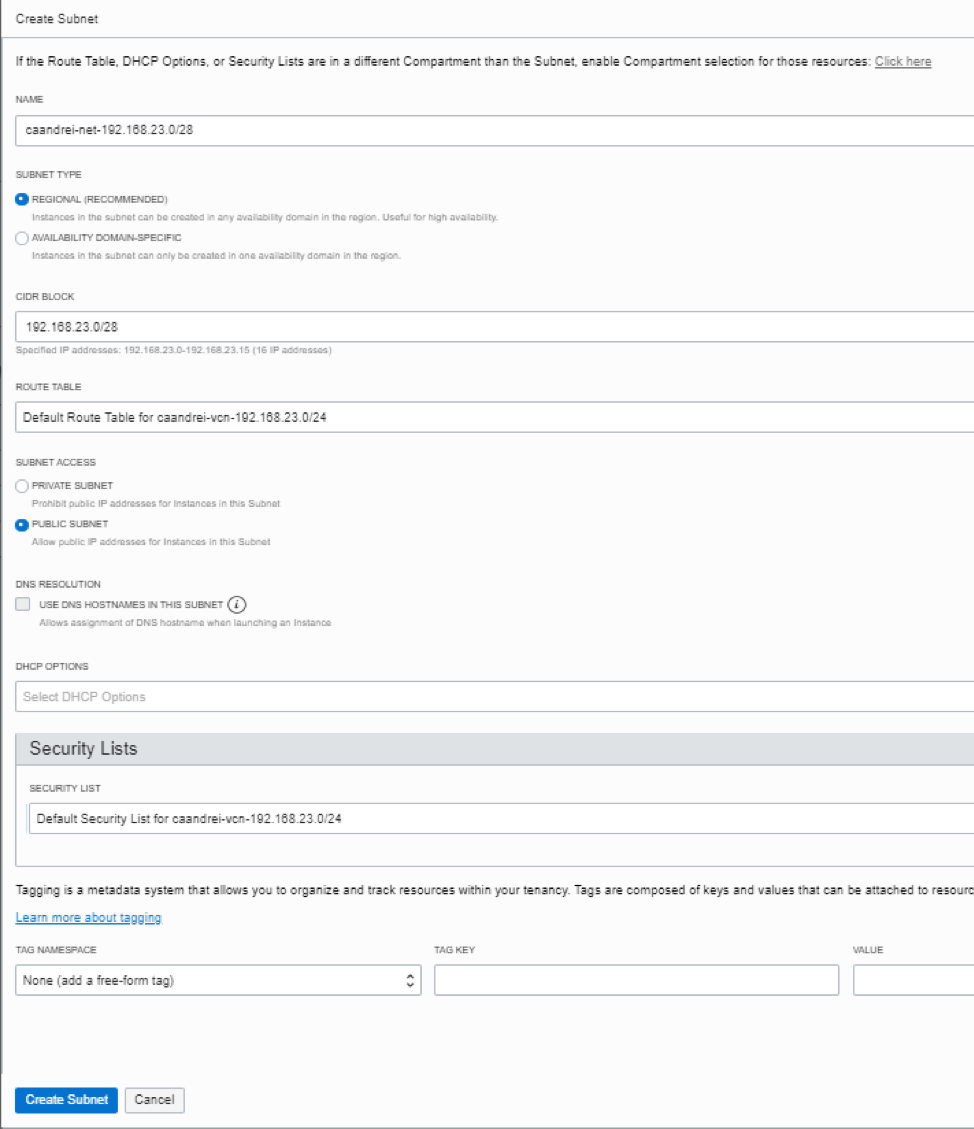 Create Subnet
If the Route Table, DHCP Options, or Security Lists are in a different Compartment than the Subnet, enable Compartment selection for those resources: Click here
NAME
caandrei-net-192.168.23.0/28
SUBNET TYPE
REGIONAL (RECOMMENDED)
Instances in the subnet can be created in any availability domain in the region. Useful for high availability.
AVAILABILITY DOMAIN-SPECIFIC
Instances in the subnet can only be created in one availability domain in the region.
CIDR BLOCK
192.168.23.0/28
Specified IP addresses: 192.168.23.0-192.168.23.15 (16 IP addresses)
ROUTE TABLE
Default Route Table for caandrei-vcn-192.168.23.0/24
SUBNET ACCESS
PRIVATE SUBNET
Prohibit public IP addresses for Instances in this Subnet
PUBLIC SUBNET
Allow public IP addresses for Instances in this Subnet
DNS RESOLUTION
USE DNS HOSTNAMES IN THIS SUBNET i
Allows assignment of DNS hostname when launching an Instance
DHCP OPTIONS
Select DHCP Options
Security Lists
SECURITY LIST
Default Security List for caandrei-vcn-192.168.23.0/24
Tagging is a metadata system that allows you to organize and track resources within your tenancy. Tags are composed of keys and values that can be attached to resourc
Learn more about tagging
TAG NAMESPACE TAG KEY VALUE
None (add a free-form tag)
Create Subnet Cancel